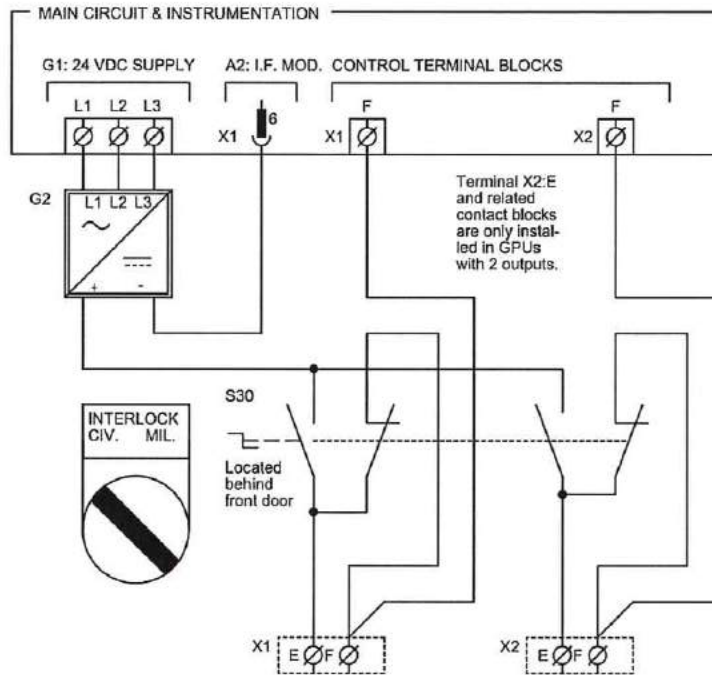 MAIN CIRCUIT & INSTRUMENTATION
G1: 24 VDC SUPPLY
A2: I.F. MOD.
CONTROL TERMINAL BLOCKS
L1 L2 L3
6
X1
F
X1
F
X2
G2
L1 L2 L3
+ -
Terminal X2:E
and related
contact blocks
are only instal-
led in GPUs
with 2 outputs.
S30
INTERLOCK
CIV. MIL.
Located
behind
front door
X1
E F
X2
E F